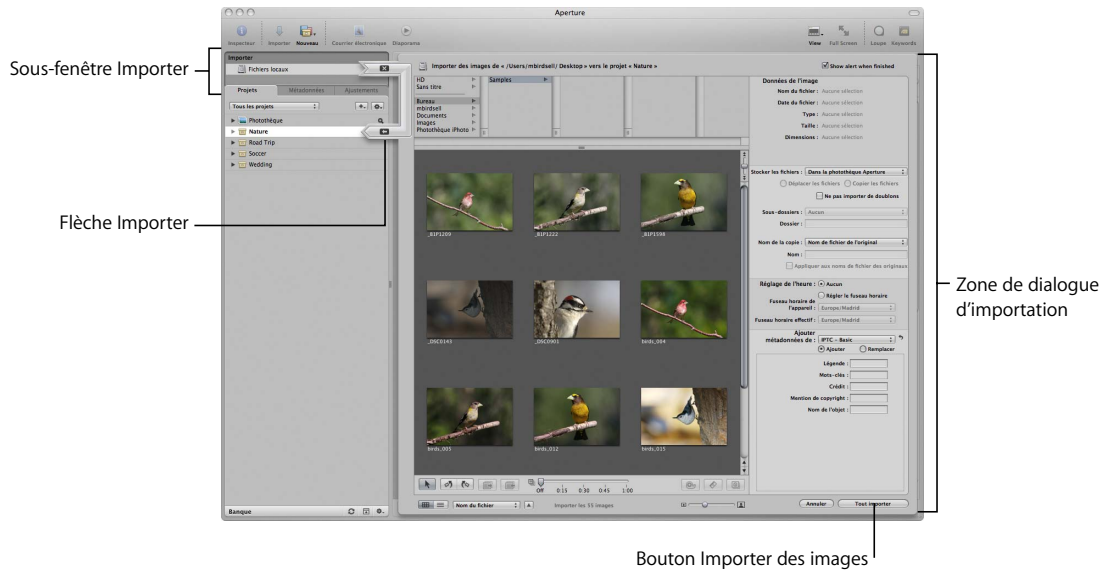 Aperture
Inspecteur Importer Nouveau Courrier électronique Diaporama View Full Screen Loupe Keywords
Importer
Fichiers locaux
Projets Métadonnées Ajustements
Tous les projets
Photothèque
Nature
Road Trip
Soccer
Wedding
Banque
Importer des images de « /Users/mbirdsell/ Desktop » vers le projet « Nature »
Show alert when finished
HD
Sans titre
Bureau
mbirdsell
Documents
Images
Photothèque iPhoto
Samples
Données de l'image
Nom du fichier : Aucune sélection
Date du fichier : Aucune sélection
Type : Aucune sélection
Taille : Aucune sélection
Dimensions : Aucune sélection
Stocker les fichiers : Dans la photothèque Aperture
Déplacer les fichiers Copier les fichiers
Ne pas importer de doublons
Sous-dossiers : Aucun
Dossier :
Nom de la copie : Nom de fichier de l'original
Nom :
Appliquer aux noms de fichier des originaux
Réglage de l'heure : Aucun
Régler le fuseau horaire
Fuseau horaire de
l'appareil : Europe/Madrid
Fuseau horaire effectif : Europe/Madrid
Ajouter
métadonnées de : IPTC – Basic
Ajouter Remplacer
Légende :
Mots-clés :
Crédit :
Mention de copyright :
Nom de l'objet :
_B1P1209 _B1P1222 _B1P1598
_DSC0143 _DSC0901 birds_004
birds_005 birds_012 birds_015
Off 0:15 0:30 0:45 1:00
Nom du fichier
Importer les 55 images
Annuler Tout importer
Sous-fenêtre Importer
Flèche Importer
Zone de dialogue
d'importation
Bouton Importer des images